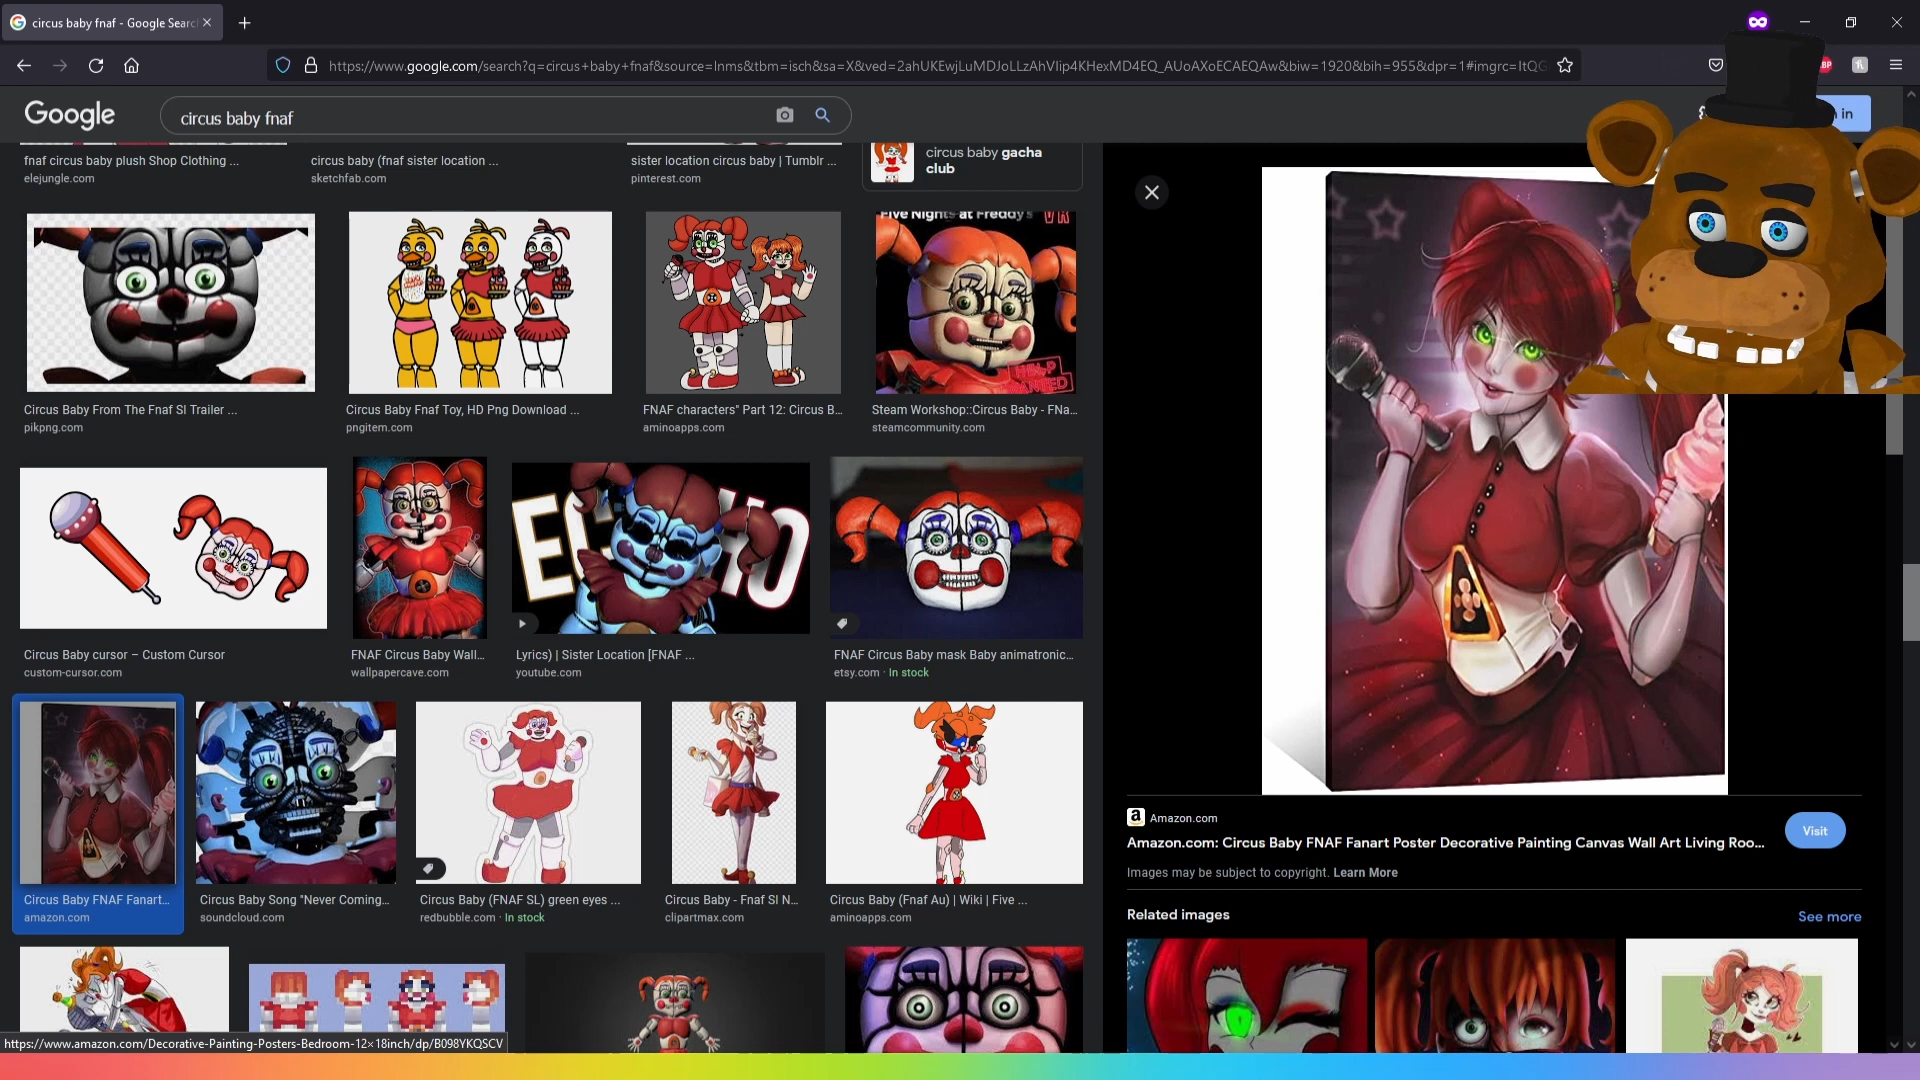 circus baby fnaf - Google Searc
https://www.google.com/search?q=circus+baby+fnaf&source=lnms&tbm=isch&sa=X&ved=2ahUKEwjLuMDJoLLzAhVIip4KHexMD4EQ_AUoAXoECAEQAw&biw=1920&bih=955&dpr=1#imgrc=ItQG
Google
circus baby fnaf
in
fnaf circus baby plush Shop Clothing ...
elejungle.com
circus baby (fnaf sister location ...
sketchfab.com
sister location circus baby | Tumblr ...
pinterest.com
circus baby gacha
club
Five Nights at Freddy's
VR
HELP
WANTED
Circus Baby From The Fnaf Sl Trailer ...
pikpng.com
Circus Baby Fnaf Toy, HD Png Download ...
pngitem.com
FNAF characters" Part 12: Circus B...
aminoapps.com
Steam Workshop::Circus Baby - FNa...
steamcommunity.com
Circus Baby cursor – Custom Cursor
custom-cursor.com
FNAF Circus Baby Wall...
wallpapercave.com
Lyrics) | Sister Location [FNAF ...
youtube.com
FNAF Circus Baby mask Baby animatronic...
etsy.com · In stock
Circus Baby FNAF Fanart...
amazon.com
Circus Baby Song "Never Coming...
soundcloud.com
Circus Baby (FNAF SL) green eyes ...
redbubble.com · In stock
Circus Baby - Fnaf Sl N...
clipartmax.com
Circus Baby (Fnaf Au) | Wiki | Five ...
aminoapps.com
https://www.amazon.com/Decorative-Painting-Posters-Bedroom-12×18inch/dp/B098YKQSCV
a Amazon.com
Amazon.com: Circus Baby FNAF Fanart Poster Decorative Painting Canvas Wall Art Living Roo...
Visit
Images may be subject to copyright. Learn More
Related images
See more